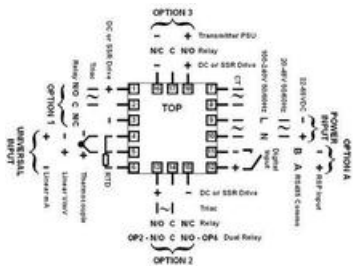 OPTION 3
- + Transmitter PSU
N/C C N/O Relay
- + DC or SSR Drive
DC or SSR Drive + -
Triac
Relay N/O C N/C
OPTION 1
UNIVERSAL INPUT
+ - Linear mA
+ - Linear V/mV
+ - Thermocouple
RTD
TOP
CT
100-240V 50/60Hz L N
20-48V 50/60Hz
22-65VDC + -
POWER INPUT
Digital Input - +
B A RS485 Comms
- + RSP Input
OPTION A
+ - DC or SSR Drive
Triac
N/O C N/C Relay
OP2 - N/O C N/O - OP4 Dual Relay
OPTION 2